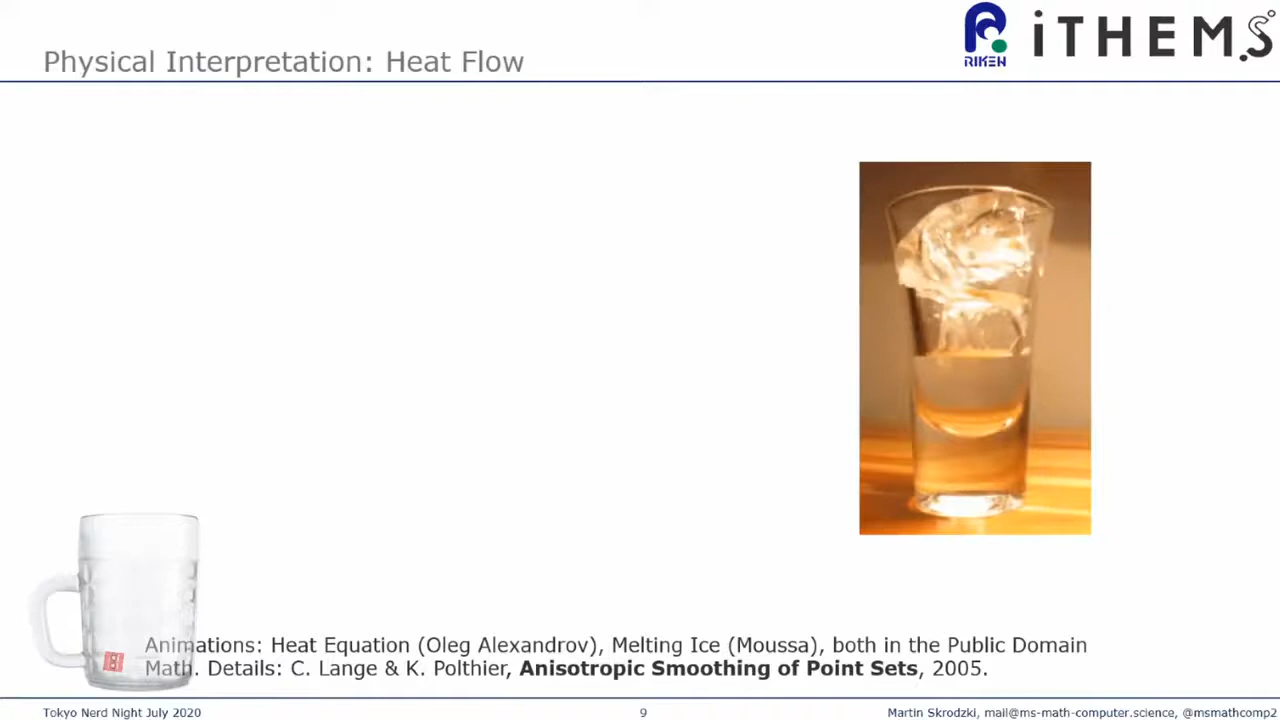 Physical Interpretation: Heat Flow
RIKEN
iTHEMS
Animations: Heat Equation (Oleg Alexandrov), Melting Ice (Moussa), both in the Public Domain
Math. Details: C. Lange & K. Polthier, Anisotropic Smoothing of Point Sets, 2005.
Tokyo Nerd Night July 2020
9
Martin Skrodzki, mail@ms-math-computer.science, @msmathcomp2